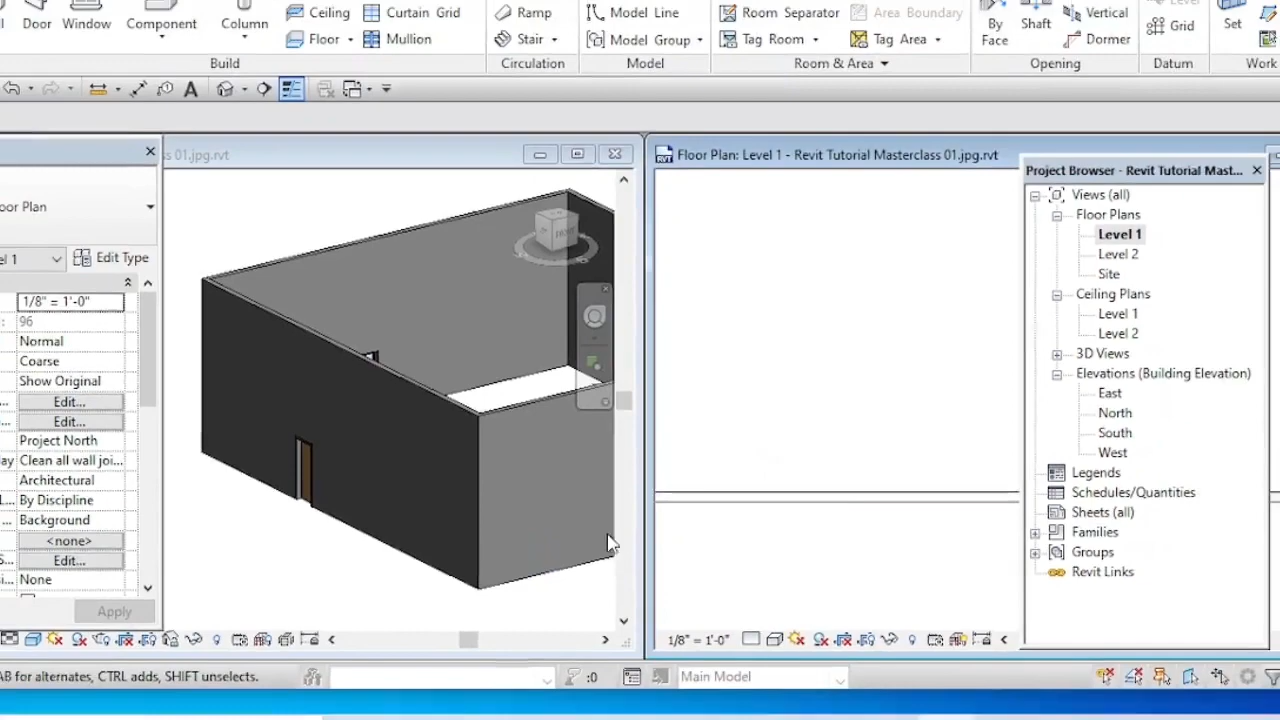 Door Window Component Column
Ceiling Curtain Grid
Floor Mullion
Build
Ramp
Stair
Circulation
Model Line
Model Group
Model
Room Separator Area Boundary
Tag Room Tag Area
Room & Area
By
Face
Shaft
Vertical
Dormer
Opening
Grid
Datum
Set
Work
A
01.jpg.rvt
Floor Plan: Level 1 - Revit Tutorial Masterclass 01.jpg.rvt
Edit Type
1/8" = 1'-0"
96
Normal
Coarse
Show Original
Edit...
Edit...
Project North
Clean all wall joi...
Architectural
By Discipline
Background
<none>
Edit...
None
Apply
Project Browser - Revit Tutorial Mast...
Views (all)
Floor Plans
Level 1
Level 2
Site
Ceiling Plans
Level 1
Level 2
3D Views
Elevations (Building Elevation)
East
North
South
West
Legends
Schedules/Quantities
Sheets (all)
Families
Groups
Revit Links
1/8" = 1'-0"
AB for alternates, CTRL adds, SHIFT unselects.
:0
Main Model